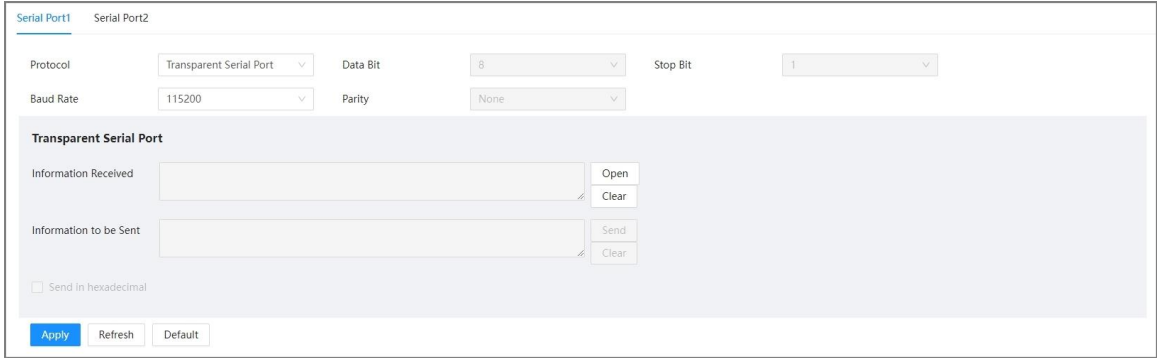 Serial Port1 Serial Port2
Protocol Transparent Serial Port Data Bit 8 Stop Bit 1
Baud Rate 115200 Parity None
Transparent Serial Port
Information Received Open
Clear
Information to be Sent Send
Clear
Send in hexadecimal
Apply Refresh Default